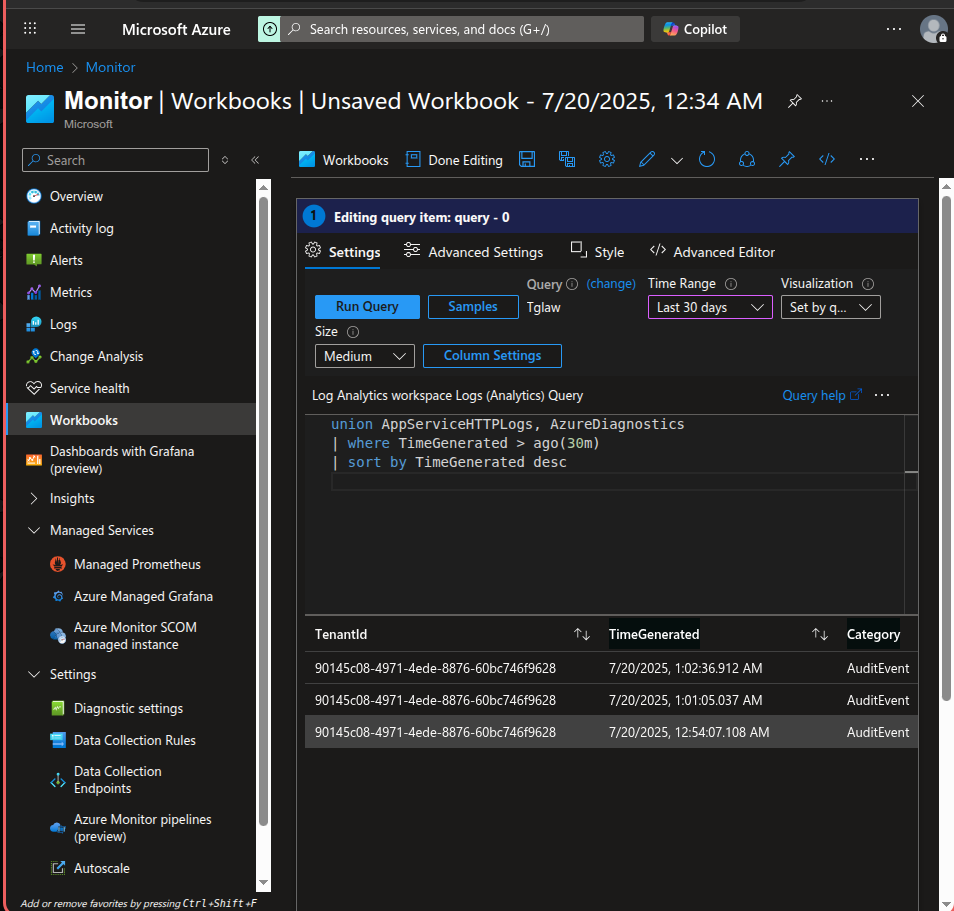 Microsoft Azure
Search resources, services, and docs (G+/)
Copilot
...
Home > Monitor
Monitor | Workbooks | Unsaved Workbook - 7/20/2025, 12:34 AM
...
Microsoft
Search
«
Overview
Activity log
Alerts
Metrics
Logs
Change Analysis
Service health
Workbooks
Dashboards with Grafana
(preview)
Insights
Managed Services
Managed Prometheus
Azure Managed Grafana
Azure Monitor SCOM
managed instance
Settings
Diagnostic settings
Data Collection Rules
Data Collection
Endpoints
Azure Monitor pipelines
(preview)
Autoscale
Add or remove favorites by pressing Ctrl+Shift+F
Workbooks Done Editing
...
1 Editing query item: query - 0
Settings Advanced Settings Style </> Advanced Editor
Query (change) Time Range Visualization
Run Query Samples Tglaw Last 30 days Set by q...
Size
Medium Column Settings
Log Analytics workspace Logs (Analytics) Query Query help ...
union AppServiceHTTPLogs, AzureDiagnostics
| where TimeGenerated > ago(30m)
| sort by TimeGenerated desc
TenantId TimeGenerated Category
90145c08-4971-4ede-8876-60bc746f9628 7/20/2025, 1:02:36.912 AM AuditEvent
90145c08-4971-4ede-8876-60bc746f9628 7/20/2025, 1:01:05.037 AM AuditEvent
90145c08-4971-4ede-8876-60bc746f9628 7/20/2025, 12:54:07.108 AM AuditEvent